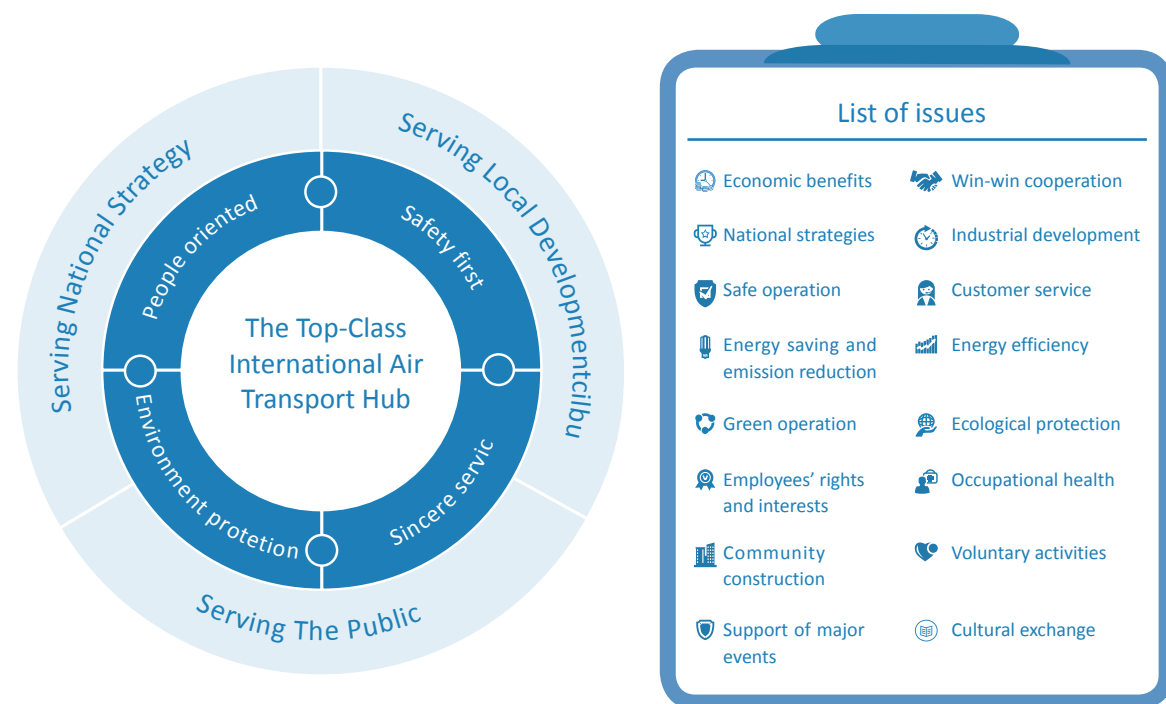 Serving National Strategy
Serving Local Developmentcilbu
Serving The Public
People oriented
Safety first
Environment protetion
Sincere servic
The Top-Class
International Air
Transport Hub
List of issues
Economic benefits
Win-win cooperation
National strategies
Industrial development
Safe operation
Customer service
Energy saving and
emission reduction
Energy efficiency
Green operation
Ecological protection
Employees’ rights
and interests
Occupational health
Community
construction
Voluntary activities
Support of major
events
Cultural exchange